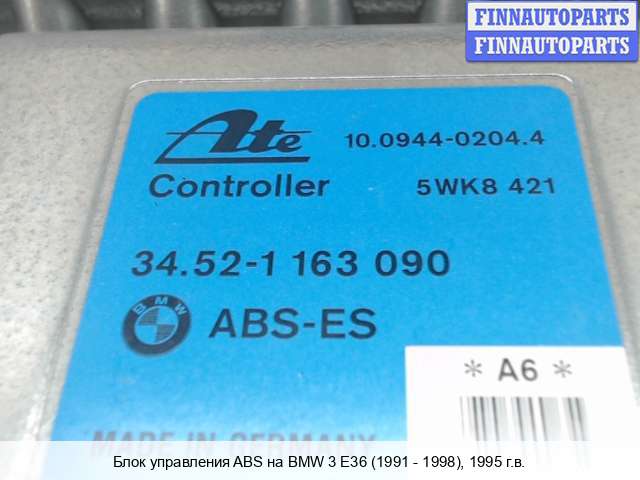 FINNAUTOPARTS
FINNAUTOPARTS
Ate
10.0944-0204.4
Controller
5WK8 421
34.52-1 163 090
BMW
ABS-ES
* A6 *
MADE IN GERMANY
Блок управления ABS на BMW 3 E36 (1991 - 1998), 1995 г.в.